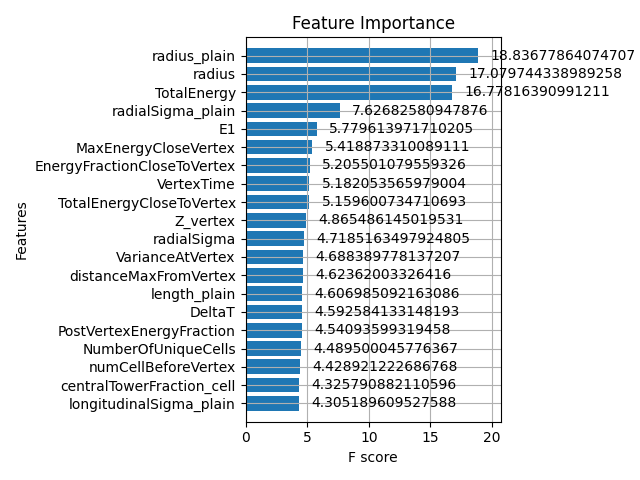 Feature Importance
radius_plain 18.83677864074707
radius 17.079744338989258
TotalEnergy 16.77816390991211
radialSigma_plain 7.62682580947876
E1 5.779613971710205
MaxEnergyCloseVertex 5.418873310089111
EnergyFractionCloseToVertex 5.205501079559326
VertexTime 5.182053565979004
TotalEnergyCloseToVertex 5.159600734710693
Z_vertex 4.865486145019531
radialSigma 4.7185163497924805
VarianceAtVertex 4.688389778137207
distanceMaxFromVertex 4.62362003326416
length_plain 4.606985092163086
DeltaT 4.592584133148193
PostVertexEnergyFraction 4.54093599319458
NumberOfUniqueCells 4.489500045776367
numCellBeforeVertex 4.428921222686768
centralTowerFraction_cell 4.325790882110596
longitudinalSigma_plain 4.305189609527588
0 5 10 15 20
F score
Features